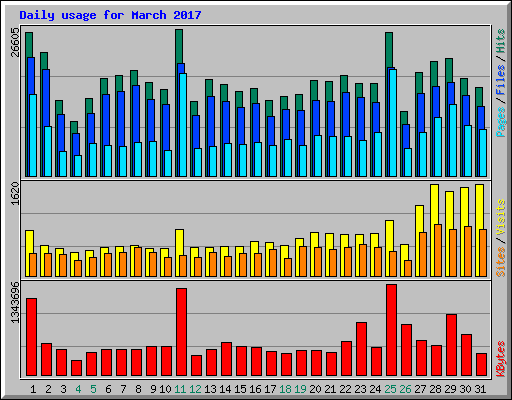 Daily usage for March 2017
26605
Pages / Files / Hits
1620
Sites / Visits
1343696
KBytes
1 2 3 4 5 6 7 8 9 10 11 12 13 14 15 16 17 18 19 20 21 22 23 24 25 26 27 28 29 30 31